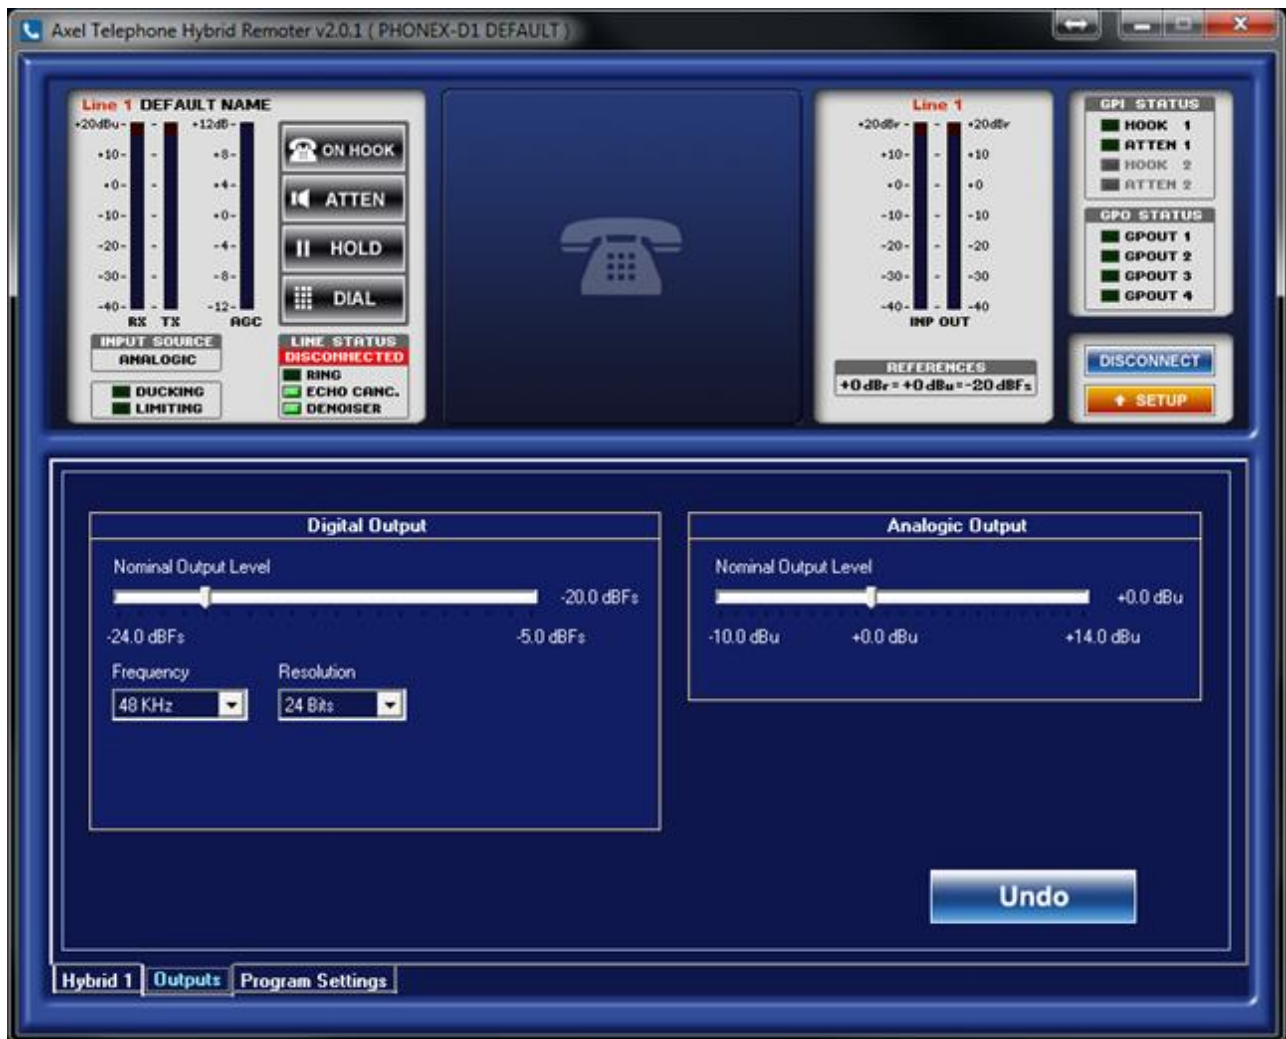 Axel Telephone Hybrid Remoter v2.0.1 ( PHONEX-D1 DEFAULT )
Line 1 DEFAULT NAME
+20dBu- - +12dB-
+10- - +8-
+0- - +4-
-10- - +0-
-20- - -4-
-30- - -8-
-40- - -12-
RX TX AGC
ON HOOK
ATTEN
HOLD
DIAL
INPUT SOURCE
ANALOGIC
DUCKING
LIMITING
LINE STATUS
DISCONNECTED
RING
ECHO CANC.
DENOISER
Line 1
+20dBr - - +20dBr
+10- - +10
+0- - +0
-10- - -10
-20- - -20
-30- - -30
-40- - -40
INP OUT
REFERENCES
+0 dBr = +0 dBu = -20 dBFs
GPI STATUS
HOOK 1
ATTEN 1
HOOK 2
ATTEN 2
GPO STATUS
GPOUT 1
GPOUT 2
GPOUT 3
GPOUT 4
DISCONNECT
SETUP
Digital Output
Nominal Output Level
-20.0 dBFs
-24.0 dBFs -5.0 dBFs
Frequency Resolution
48 KHz 24 Bits
Analogic Output
Nominal Output Level
+0.0 dBu
-10.0 dBu +0.0 dBu +14.0 dBu
Undo
Hybrid 1 Outputs Program Settings